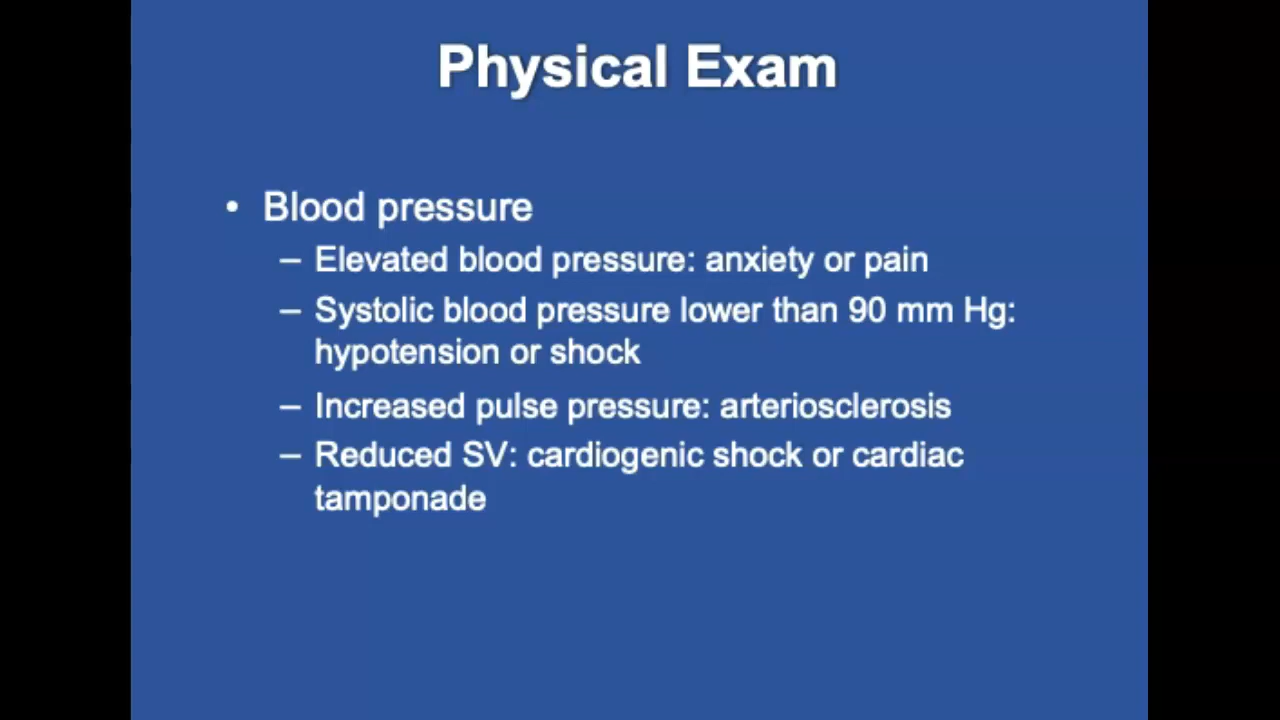 Physical Exam
• Blood pressure
– Elevated blood pressure: anxiety or pain
– Systolic blood pressure lower than 90 mm Hg:
hypotension or shock
– Increased pulse pressure: arteriosclerosis
– Reduced SV: cardiogenic shock or cardiac
tamponade